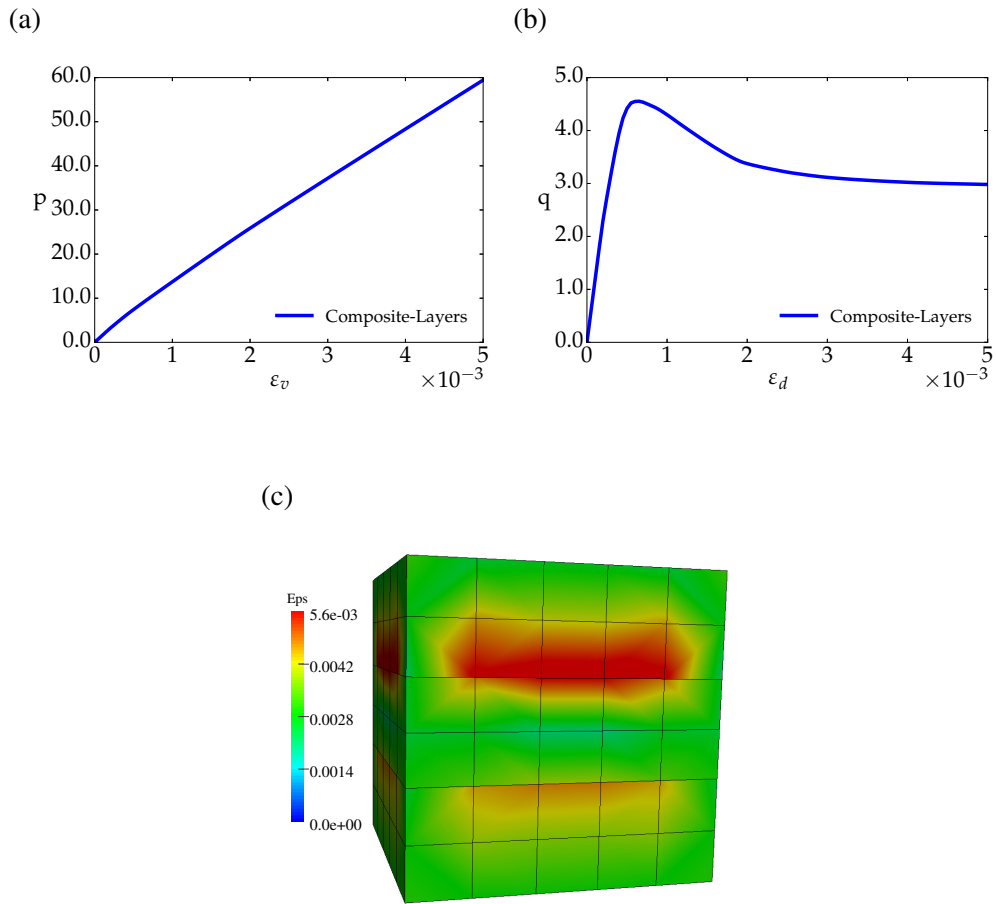 (a)
60.0
50.0
40.0
p
30.0
20.0
10.0
0.0
Composite-Layers
0 1 2 3 4 5
ε_v ×10⁻³
(b)
5.0
4.0
3.0
q
2.0
1.0
0.0
Composite-Layers
0 1 2 3 4 5
ε_d ×10⁻³
(c)
Eps
5.6e-03
0.0042
0.0028
0.0014
0.0e+00